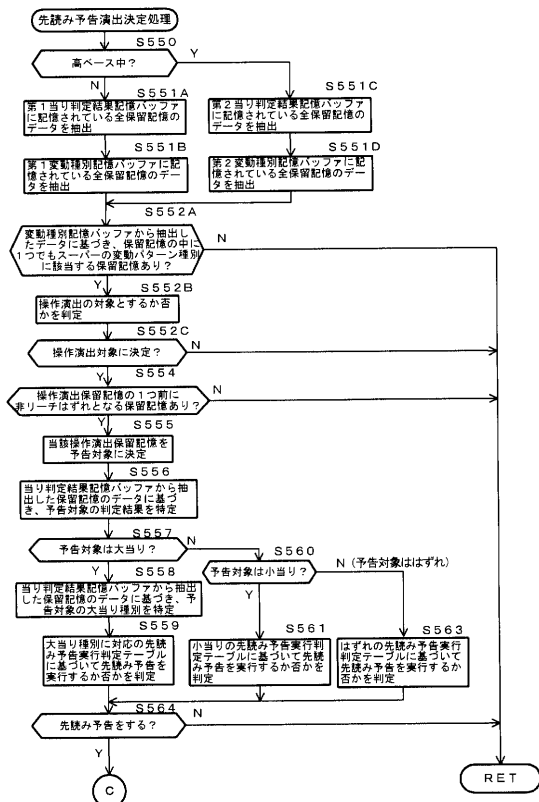 先読み予告演出決定処理
S550
高ベース中？
Y
N
S551A
第1当り判定結果記憶バッファ
に記憶されている全保留記憶の
データを抽出
S551C
第2当り判定結果記憶バッファ
に記憶されている全保留記憶の
データを抽出
S551B
第1変動種別記憶バッファに記
憶されている全保留記憶のデー
タを抽出
S551D
第2変動種別記憶バッファに記
憶されている全保留記憶のデー
タを抽出
S552A
変動種別記憶バッファから抽出し
たデータに基づき、保留記憶の中に
1つでもスーパーの変動パターン種別
に該当する保留記憶あり？
N
Y
S552B
操作演出の対象とするか否
かを判定
S552C
操作演出対象に決定？
N
Y
S554
操作演出保留記憶の1つ前に
非リーチはずれとなる保留記憶あり？
N
Y
S555
当該操作演出保留記憶を
予告対象に決定
S556
当り判定結果記憶バッファから抽
出した保留記憶のデータに基づ
き、予告対象の判定結果を特定
S557
予告対象は大当り？
N
Y
S560
予告対象は小当り？
N（予告対象ははずれ）
Y
S558
当り判定結果記憶バッファから抽出
した保留記憶のデータに基づき、予
告対象の大当り種別を特定
S559
大当り種別に対応の先読
み予告実行判定テーブル
に基づいて先読み予告を
実行するか否かを判定
S561
小当りの先読み予告実行判
定テーブルに基づいて先読
み予告を実行するか否かを
判定
S563
はずれの先読み予告実行
判定テーブルに基づいて
先読み予告を実行するか
否かを判定
S564
先読み予告をする？
N
Y
C
RET